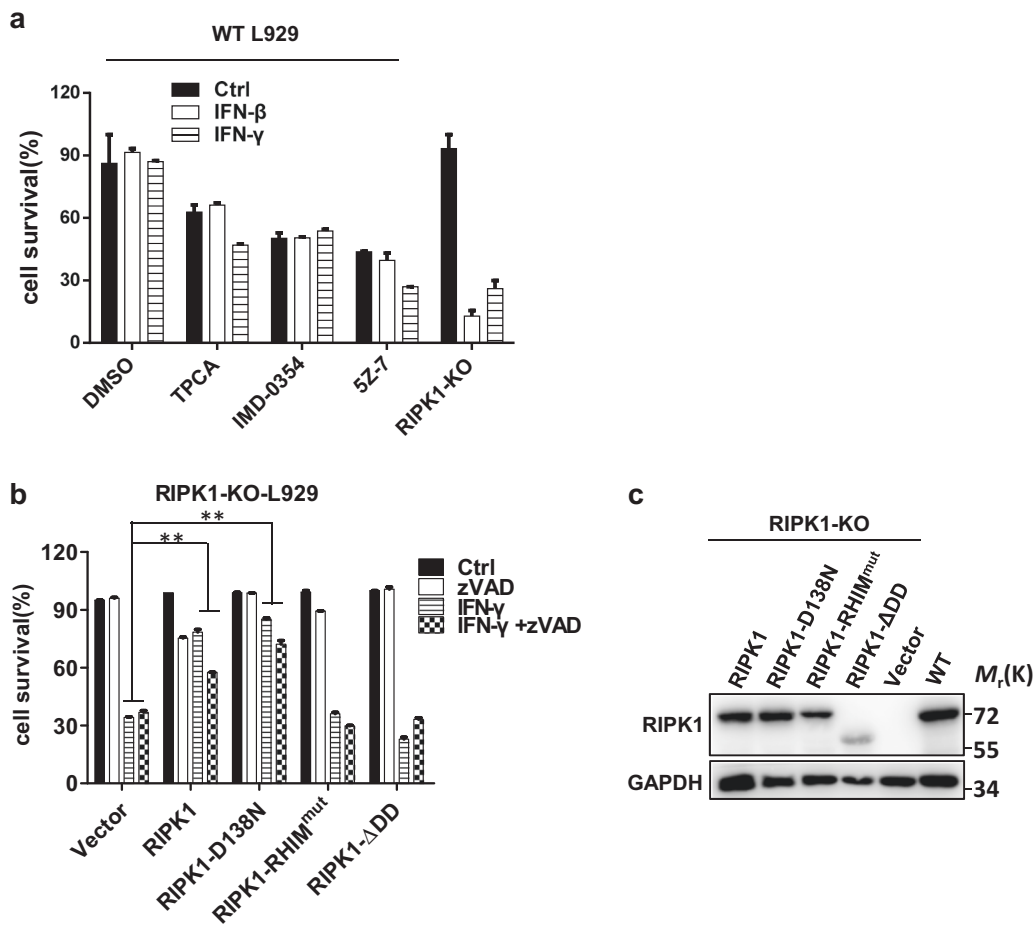 a
WT L929
Ctrl
IFN-β
IFN-γ
cell survival(%)
120
90
60
30
0
DMSO
TPCA
IMD-0354
5Z-7
RIPK1-KO
b
RIPK1-KO-L929
**
**
Ctrl
zVAD
IFN-γ
IFN-γ +zVAD
cell survival(%)
120
90
60
30
0
Vector
RIPK1
RIPK1-D138N
RIPK1-RHIMmut
RIPK1-ΔDD
c
RIPK1-KO
RIPK1
RIPK1-D138N
RIPK1-RHIMmut
RIPK1-ΔDD
Vector
WT
Mr(K)
RIPK1
72
55
GAPDH
34